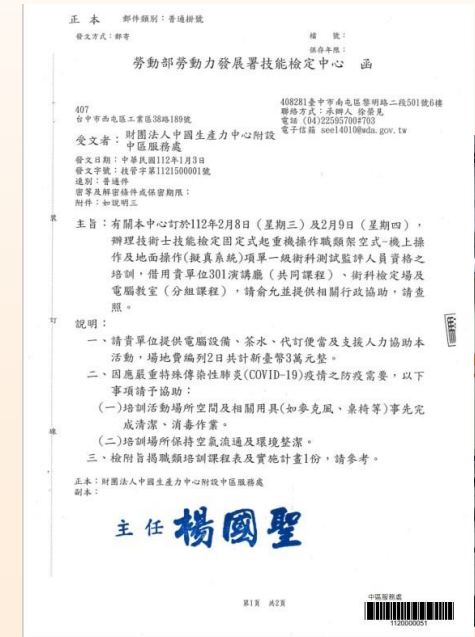 正　本　郵件類別：普通掛號
發文方式：郵寄
檔　　號：
保存年限：
勞動部勞動力發展署技能檢定中心　函
408281臺中市南屯區黎明路二段501號6樓
聯絡方式：承辦人 徐榮見
電話 (04)22595700#703
電子信箱 see14010@wda.gov.tw
407
台中市西屯區工業區38路189號
受文者：財團法人中國生產力中心附設
中區服務處
發文日期：中華民國112年1月3日
發文字號：技管字第1121500001號
速別：普通件
密等及解密條件或保密期限：
附件：如說明三
主旨：有關本中心訂於112年2月8日（星期三）及2月9日（星期四），
辦理技術士技能檢定固定式起重機操作職類架空式-機上操
作及地面操作(擬真系統)項單一級術科測試監評人員資格之
培訓，借用貴單位301演講廳（共同課程）、術科檢定場及
電腦教室（分組課程），請俞允並提供相關行政協助，請查
照。
說明：
一、請貴單位提供電腦設備、茶水、代訂便當及支援人力協助本
活動，場地費編列2日共計新臺幣3萬元整。
二、因應嚴重特殊傳染性肺炎(COVID-19)疫情之防疫需要，以下
事項請予協助：
(一)培訓活動場所空間及相關用具(如麥克風、桌椅等)事先完
成清潔、消毒作業。
(二)培訓場所保持空氣流通及環境整潔。
三、檢附旨揭職類培訓課程表及實施計畫1份，請參考。
正本：財團法人中國生產力中心附設中區服務處
副本：
主任 楊國聖
裝
訂
線
第1頁　共2頁
中區服務處
1120000051